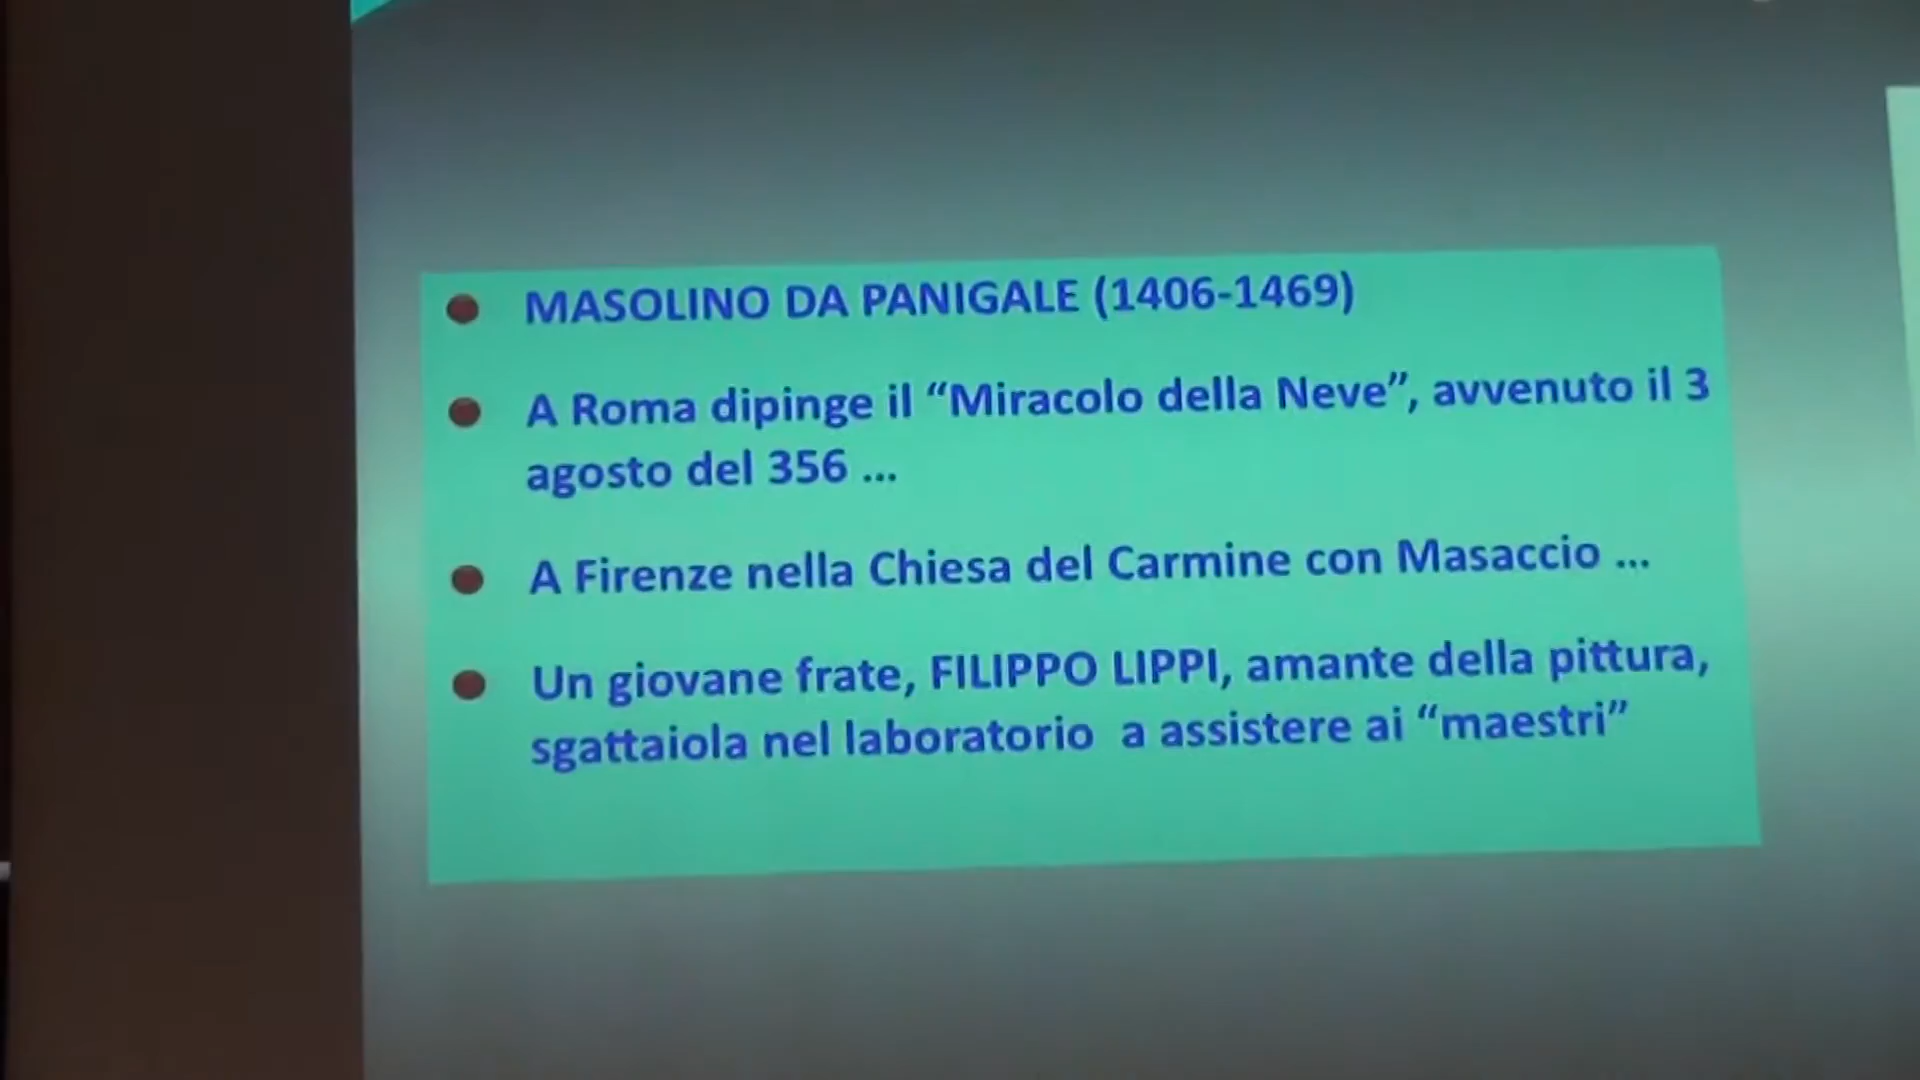 MASOLINO DA PANIGALE (1406-1469)
A Roma dipinge il “Miracolo della Neve”, avvenuto il 3
agosto del 356 ...
A Firenze nella Chiesa del Carmine con Masaccio ...
Un giovane frate, FILIPPO LIPPI, amante della pittura,
sgattaiola nel laboratorio a assistere ai “maestri”